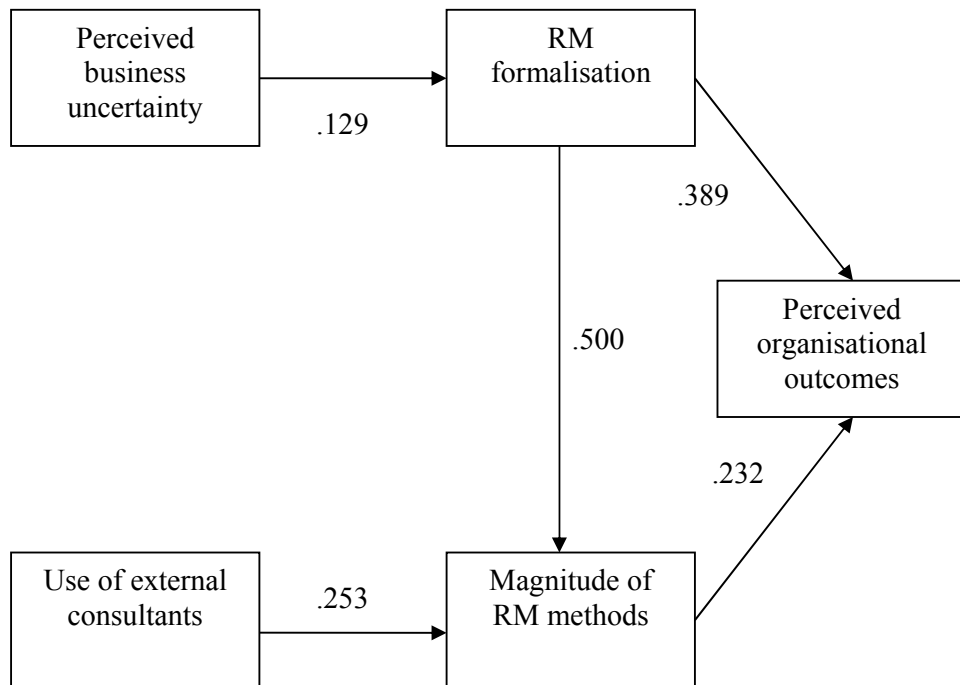 Perceived
business
uncertainty
.129
RM
formalisation
.389
.500
Perceived
organisational
outcomes
.232
Use of external
consultants
.253
Magnitude of
RM methods